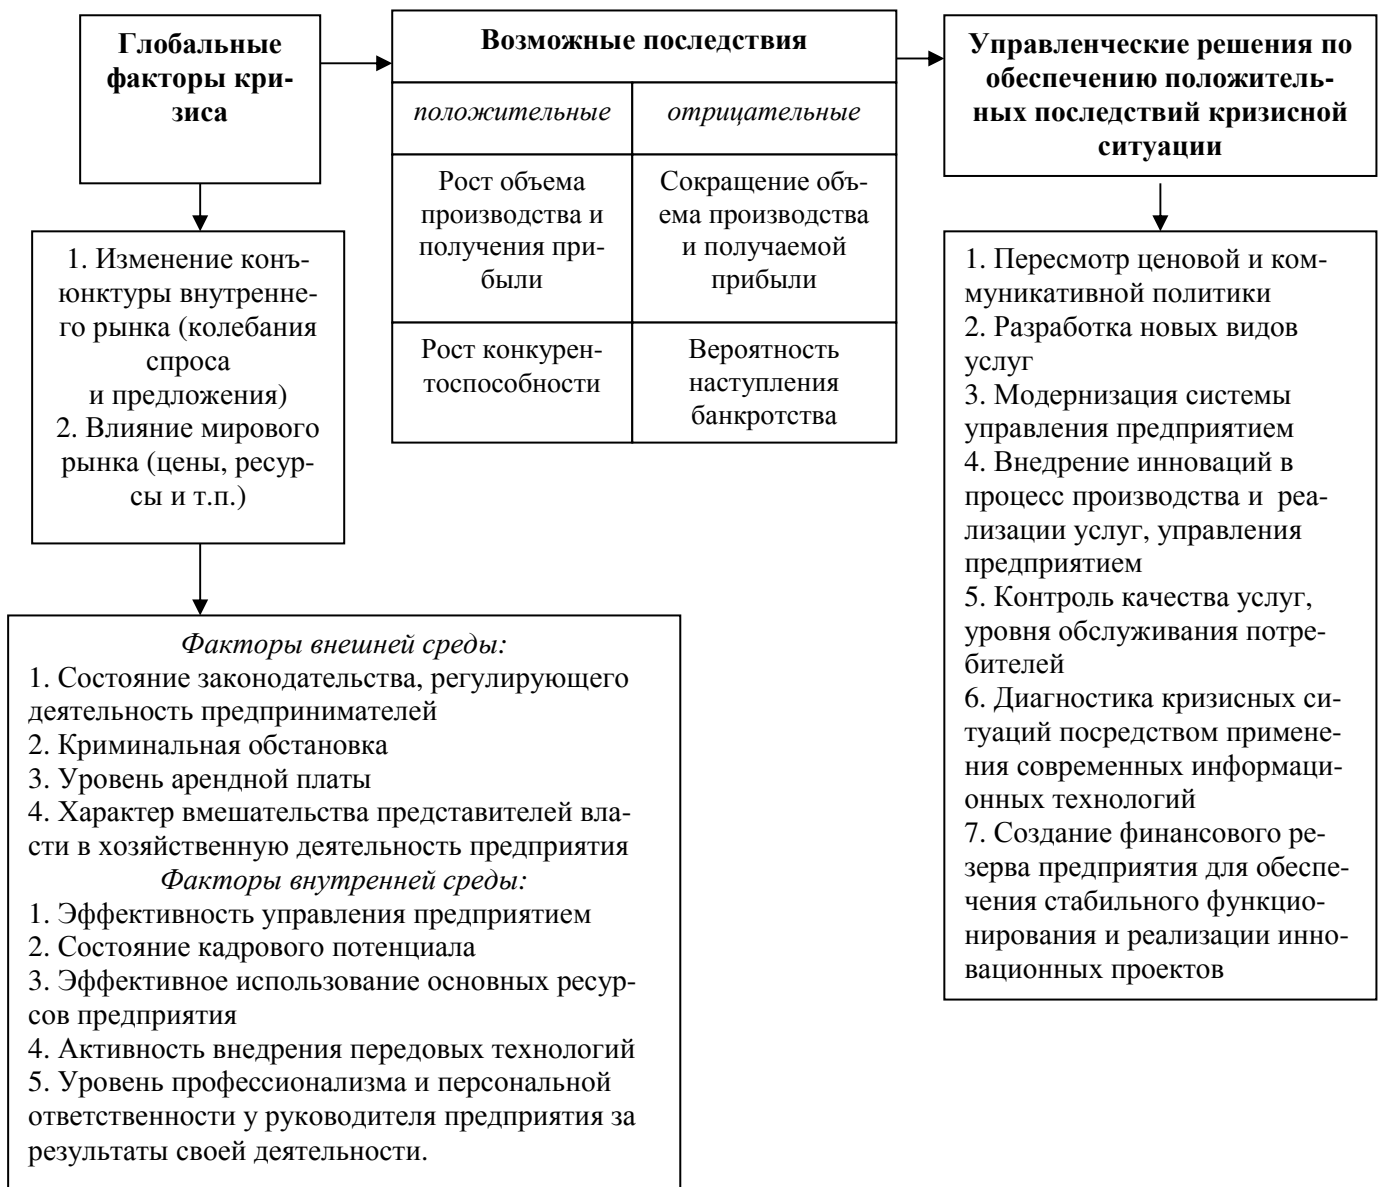 Глобальные
факторы кри-
зиса
1. Изменение конъ-
юнктуры внутренне-
го рынка (колебания
спроса
и предложения)
2. Влияние мирового
рынка (цены, ресур-
сы и т.п.)
Факторы внешней среды:
1. Состояние законодательства, регулирующего
деятельность предпринимателей
2. Криминальная обстановка
3. Уровень арендной платы
4. Характер вмешательства представителей вла-
сти в хозяйственную деятельность предприятия
Факторы внутренней среды:
1. Эффективность управления предприятием
2. Состояние кадрового потенциала
3. Эффективное использование основных ресур-
сов предприятия
4. Активность внедрения передовых технологий
5. Уровень профессионализма и персональной
ответственности у руководителя предприятия за
результаты своей деятельности.
Возможные последствия
положительные
отрицательные
Рост объема
производства и
получения при-
были
Сокращение объ-
ема производства
и получаемой
прибыли
Рост конкурен-
тоспособности
Вероятность
наступления
банкротства
Управленческие решения по
обеспечению положитель-
ных последствий кризисной
ситуации
1. Пересмотр ценовой и ком-
муникативной политики
2. Разработка новых видов
услуг
3. Модернизация системы
управления предприятием
4. Внедрение инноваций в
процесс производства и реа-
лизации услуг, управления
предприятием
5. Контроль качества услуг,
уровня обслуживания потре-
бителей
6. Диагностика кризисных си-
туаций посредством примене-
ния современных информаци-
онных технологий
7. Создание финансового ре-
зерва предприятия для обеспе-
чения стабильного функцио-
нирования и реализации инно-
вационных проектов